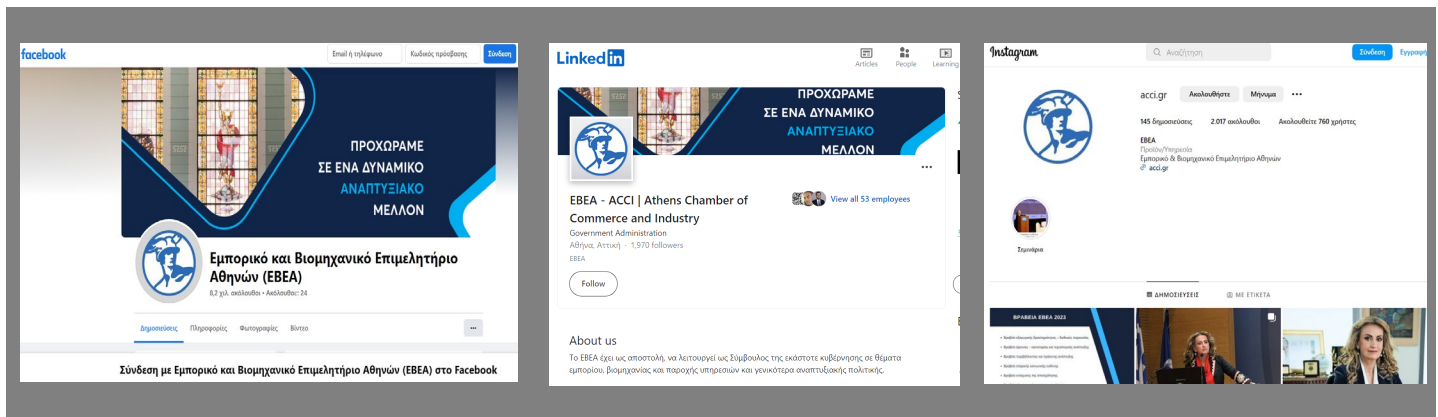 facebook
Email ή τηλέφωνο
Κωδικός πρόσβασης
Σύνδεση
ΠΡΟΧΩΡΑΜΕ
ΣΕ ΕΝΑ ΔΥΝΑΜΙΚΟ
ΑΝΑΠΤΥΞΙΑΚΟ
ΜΕΛΛΟΝ
Εμπορικό και Βιομηχανικό Επιμελητήριο
Αθηνών (ΕΒΕΑ)
8,2 χιλ. ακόλουθοι • Ακόλουθος: 24
Δημοσιεύσεις Πληροφορίες Φωτογραφίες Βίντεο
Σύνδεση με Εμπορικό και Βιομηχανικό Επιμελητήριο Αθηνών (ΕΒΕΑ) στο Facebook
Linked in
Articles People Learning
ΠΡΟΧΩΡΑΜΕ
ΣΕ ΕΝΑ ΔΥΝΑΜΙΚΟ
ΑΝΑΠΤΥΞΙΑΚΟ
ΜΕΛΛΟΝ
EBEA - ACCI | Athens Chamber of
Commerce and Industry
Government Administration
Αθήνα, Αττική · 1,970 followers
ΕΒΕΑ
View all 53 employees
Follow
About us
Το ΕΒΕΑ έχει ως αποστολή, να λειτουργεί ως Σύμβουλος της εκάστοτε κυβέρνησης σε θέματα
εμπορίου, βιομηχανίας και παροχής υπηρεσιών και γενικότερα αναπτυξιακής πολιτικής.
Instagram
Αναζήτηση
Σύνδεση
Εγγραφή
acci.gr
Ακολουθήστε
Μήνυμα
145 δημοσιεύσεις 2.017 ακόλουθοι Ακολουθείτε 760 χρήστες
ΕΒΕΑ
Προϊόν/Υπηρεσία
Εμπορικό & Βιομηχανικό Επιμελητήριο Αθηνών
acci.gr
Σεμινάρια
ΔΗΜΟΣΙΕΥΣΕΙΣ
ΜΕ ΕΤΙΚΕΤΑ
ΒΡΑΒΕΙΑ ΕΒΕΑ 2023